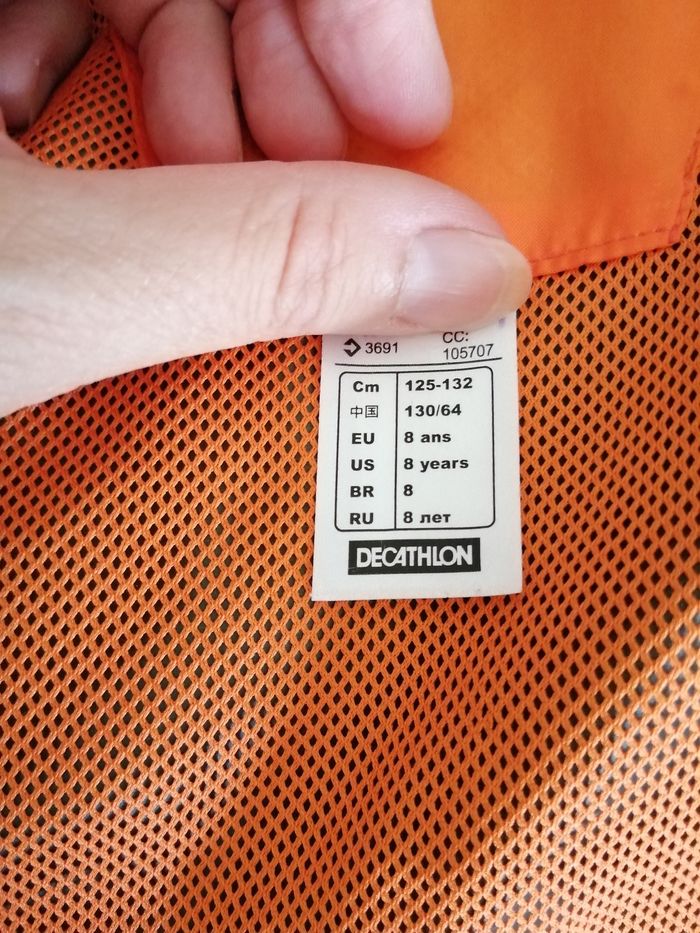 3691 CC:
105707
Cm 125-132
中国 130/64
EU 8 ans
US 8 years
BR 8
RU 8 лет
DECATHLON